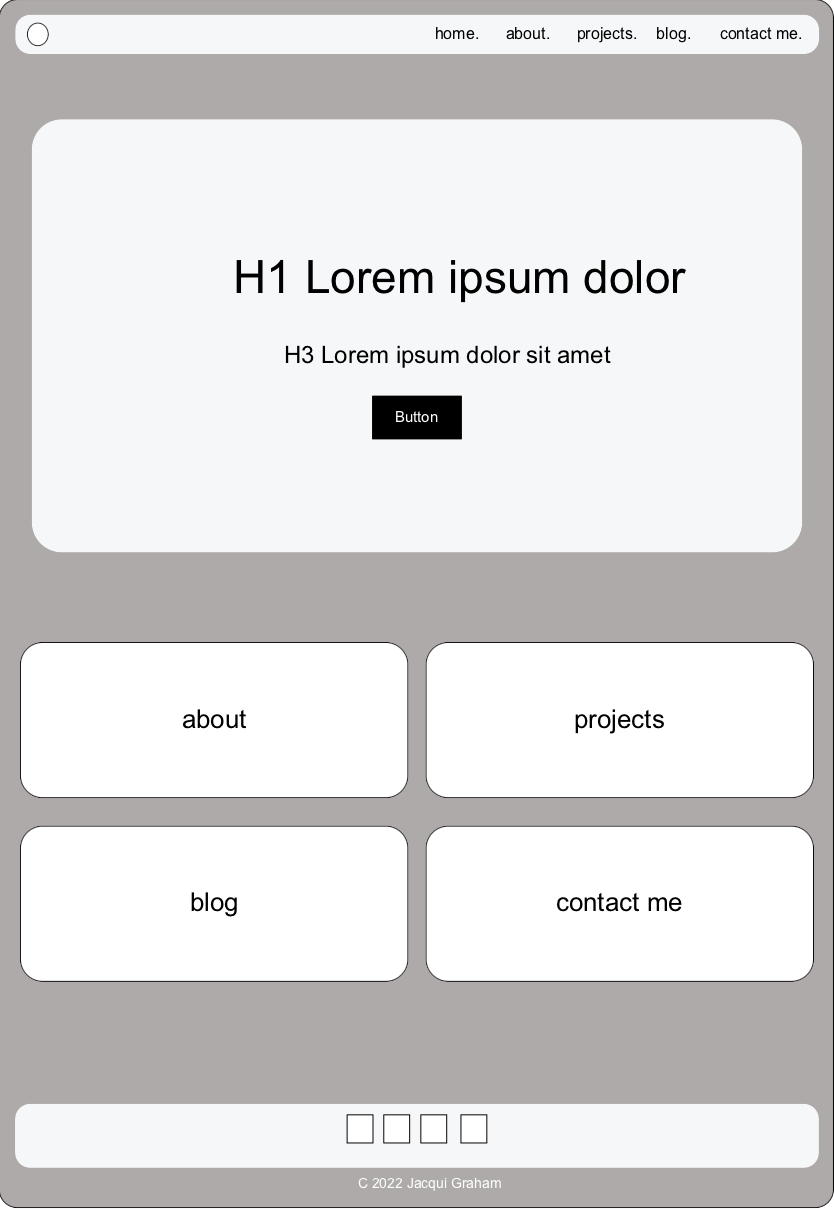 home. about. projects. blog. contact me.
H1 Lorem ipsum dolor
H3 Lorem ipsum dolor sit amet
Button
about projects
blog contact me
C 2022 Jacqui Graham